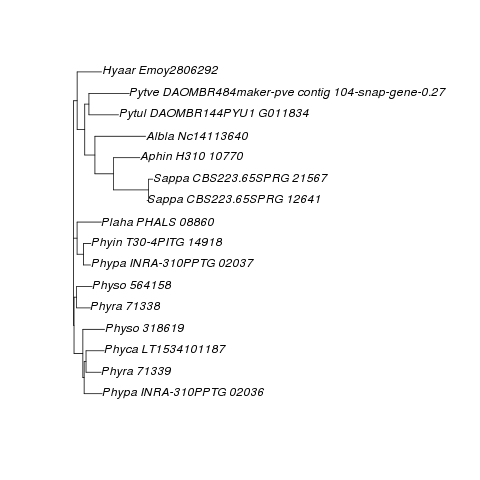 Hyaar Emoy2806292
Pytve DAOMBR484maker-pve contig 104-snap-gene-0.27
Pytul DAOMBR144PYU1 G011834
Albla Nc14113640
Aphin H310 10770
Sappa CBS223.65SPRG 21567
Sappa CBS223.65SPRG 12641
Plaha PHALS 08860
Phyin T30-4PITG 14918
Phypa INRA-310PPTG 02037
Physo 564158
Phyra 71338
Physo 318619
Phyca LT1534101187
Phyra 71339
Phypa INRA-310PPTG 02036